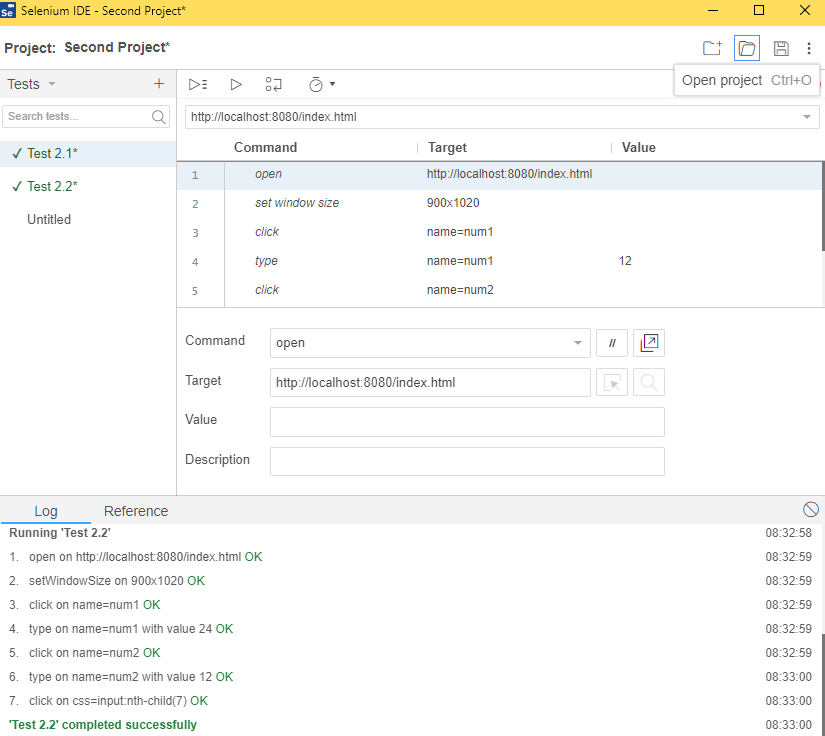 Se Selenium IDE - Second Project*
Project: Second Project*
Open project Ctrl+O
Tests
Search tests...
✓ Test 2.1*
✓ Test 2.2*
Untitled
http://localhost:8080/index.html
Command Target Value
1 open http://localhost:8080/index.html
2 set window size 900x1020
3 click name=num1
4 type name=num1 12
5 click name=num2
Command open //
Target http://localhost:8080/index.html
Value
Description
Log Reference
Running 'Test 2.2' 08:32:58
1. open on http://localhost:8080/index.html OK 08:32:59
2. setWindowSize on 900x1020 OK 08:32:59
3. click on name=num1 OK 08:32:59
4. type on name=num1 with value 24 OK 08:32:59
5. click on name=num2 OK 08:32:59
6. type on name=num2 with value 12 OK 08:33:00
7. click on css=input:nth-child(7) OK 08:33:00
'Test 2.2' completed successfully 08:33:00